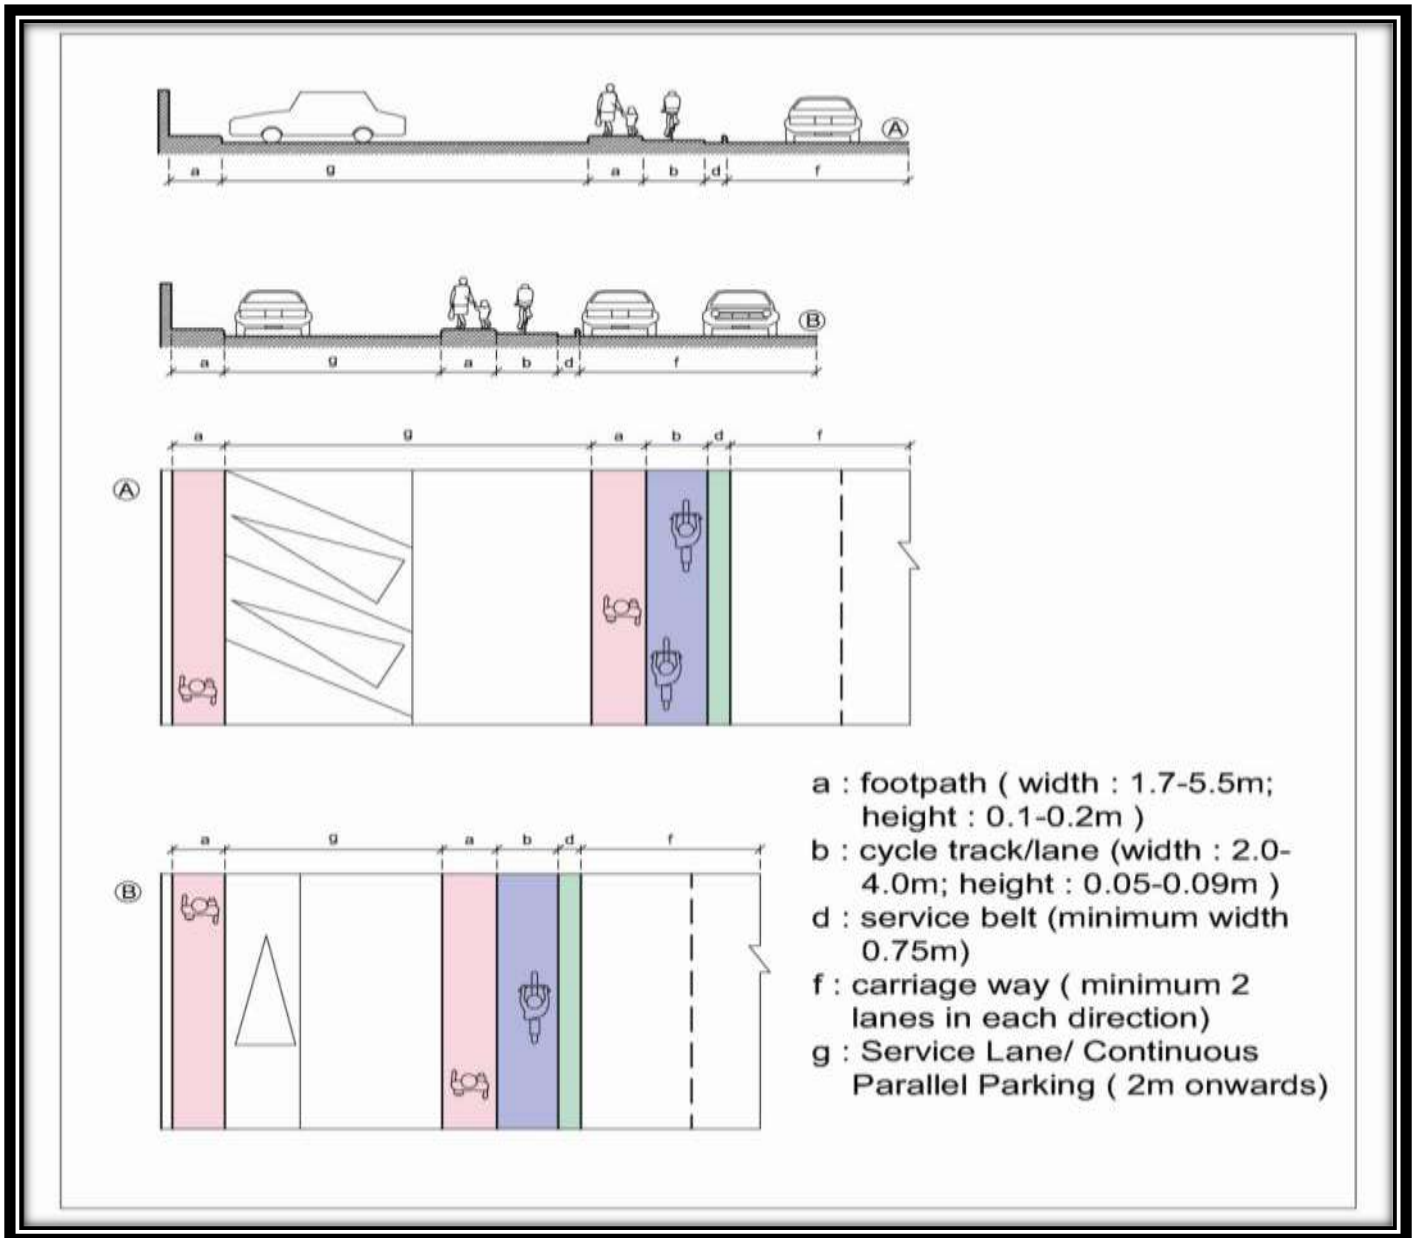 A
a g a b d f
B
a g a b d f
a g a b d f
A
a : footpath ( width : 1.7-5.5m;
height : 0.1-0.2m )
b : cycle track/lane (width : 2.0-
4.0m; height : 0.05-0.09m )
d : service belt (minimum width
0.75m)
f : carriage way ( minimum 2
lanes in each direction)
g : Service Lane/ Continuous
Parallel Parking ( 2m onwards)
a g a b d f
B